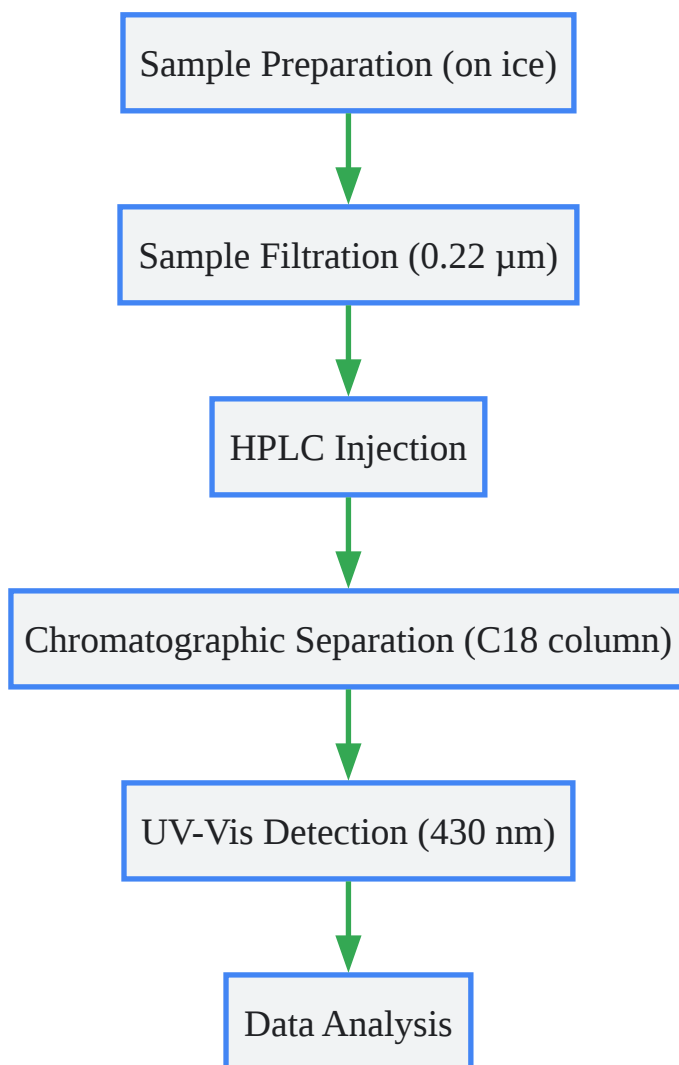 Sample Preparation (on ice)
Sample Filtration (0.22 µm)
HPLC Injection
Chromatographic Separation (C18 column)
UV-Vis Detection (430 nm)
Data Analysis